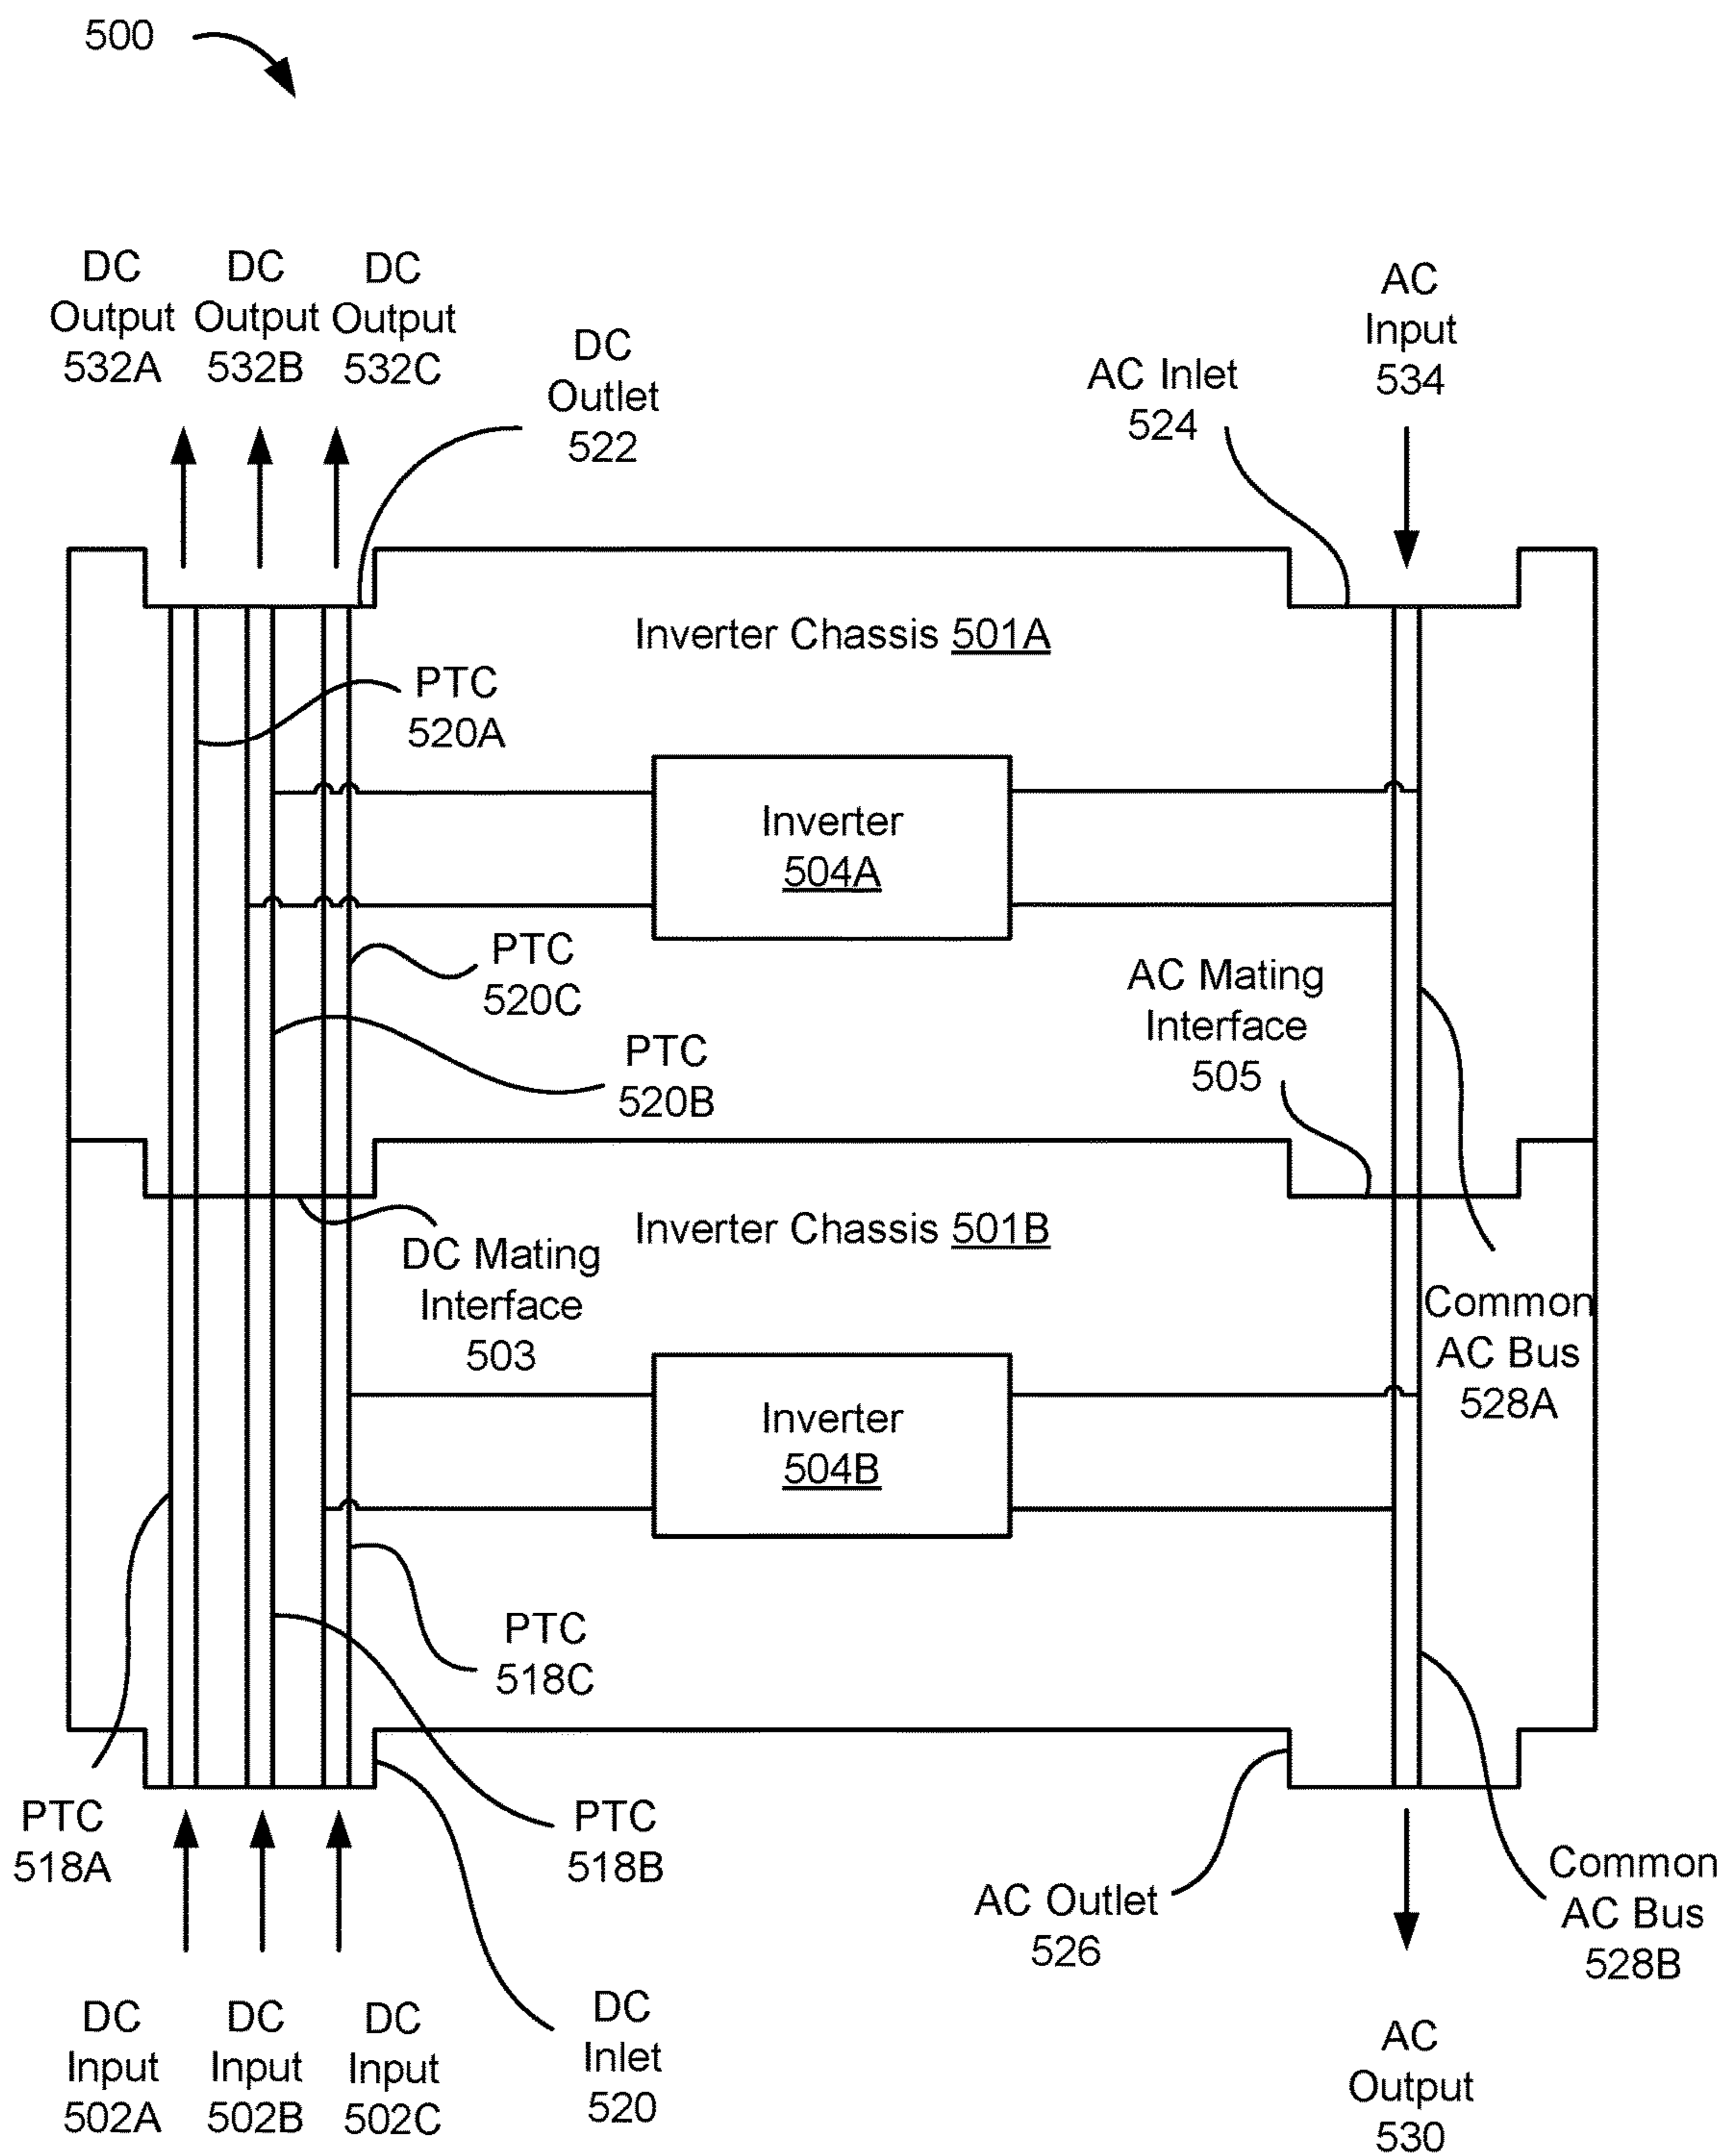 500
DC
Output
532A
DC
Output
532B
DC
Output
532C
DC
Outlet
522
AC Inlet
524
AC
Input
534
Inverter Chassis 501A
PTC
520A
Inverter
504A
PTC
520C
PTC
520B
AC Mating
Interface
505
Inverter Chassis 501B
DC Mating
Interface
503
Common
AC Bus
528A
Inverter
504B
PTC
518C
PTC
518A
PTC
518B
AC Outlet
526
Common
AC Bus
528B
DC
Input
502A
DC
Input
502B
DC
Input
502C
DC
Inlet
520
AC
Output
530